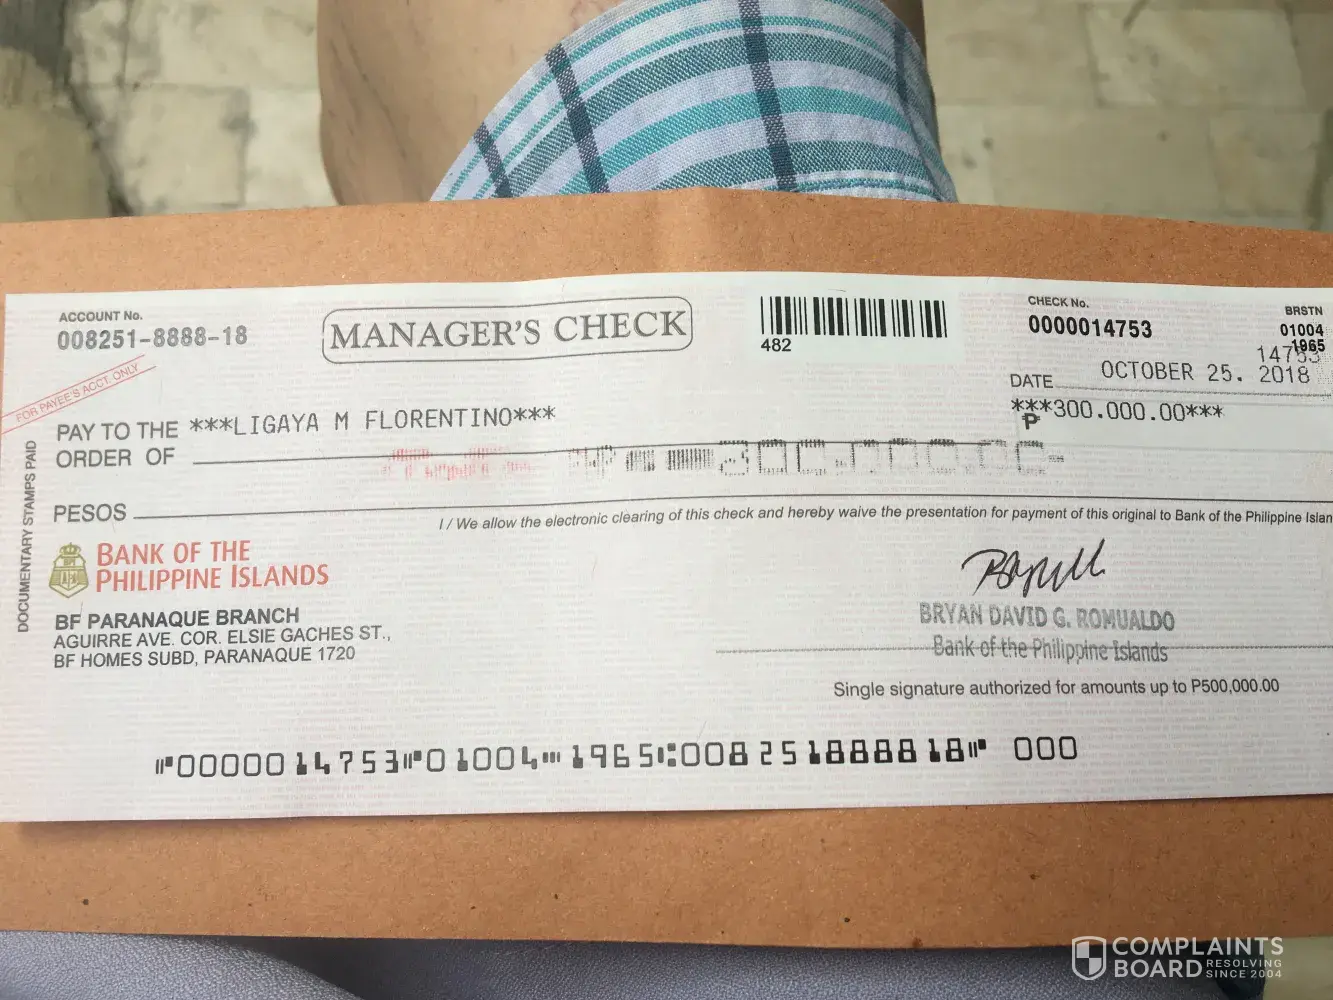 ACCOUNT No.
008251-8888-18
MANAGER'S CHECK
482
CHECK No.
0000014753
BRSTN
01004
1965
14753
DATE OCTOBER 25. 2018
FOR PAYEE'S ACCT. ONLY
PAY TO THE ***LIGAYA M FLORENTINO***
ORDER OF
***300.000.00***
₱
PESOS
I / We allow the electronic clearing of this check and hereby waive the presentation for payment of this original to Bank of the Philippine
DOCUMENTARY STAMPS PAID
BANK OF THE
PHILIPPINE ISLANDS
BF PARANAQUE BRANCH
AGUIRRE AVE. COR. ELSIE GACHES ST.,
BF HOMES SUBD, PARANAQUE 1720
BRYAN DAVID G. ROMUALDO
Bank of the Philippine Islands
Single signature authorized for amounts up to P500,000.00
⑈0000014753⑈01004⑉1965⑆008251888818⑈ 000
COMPLAINTS
BOARD RESOLVING
SINCE 2004